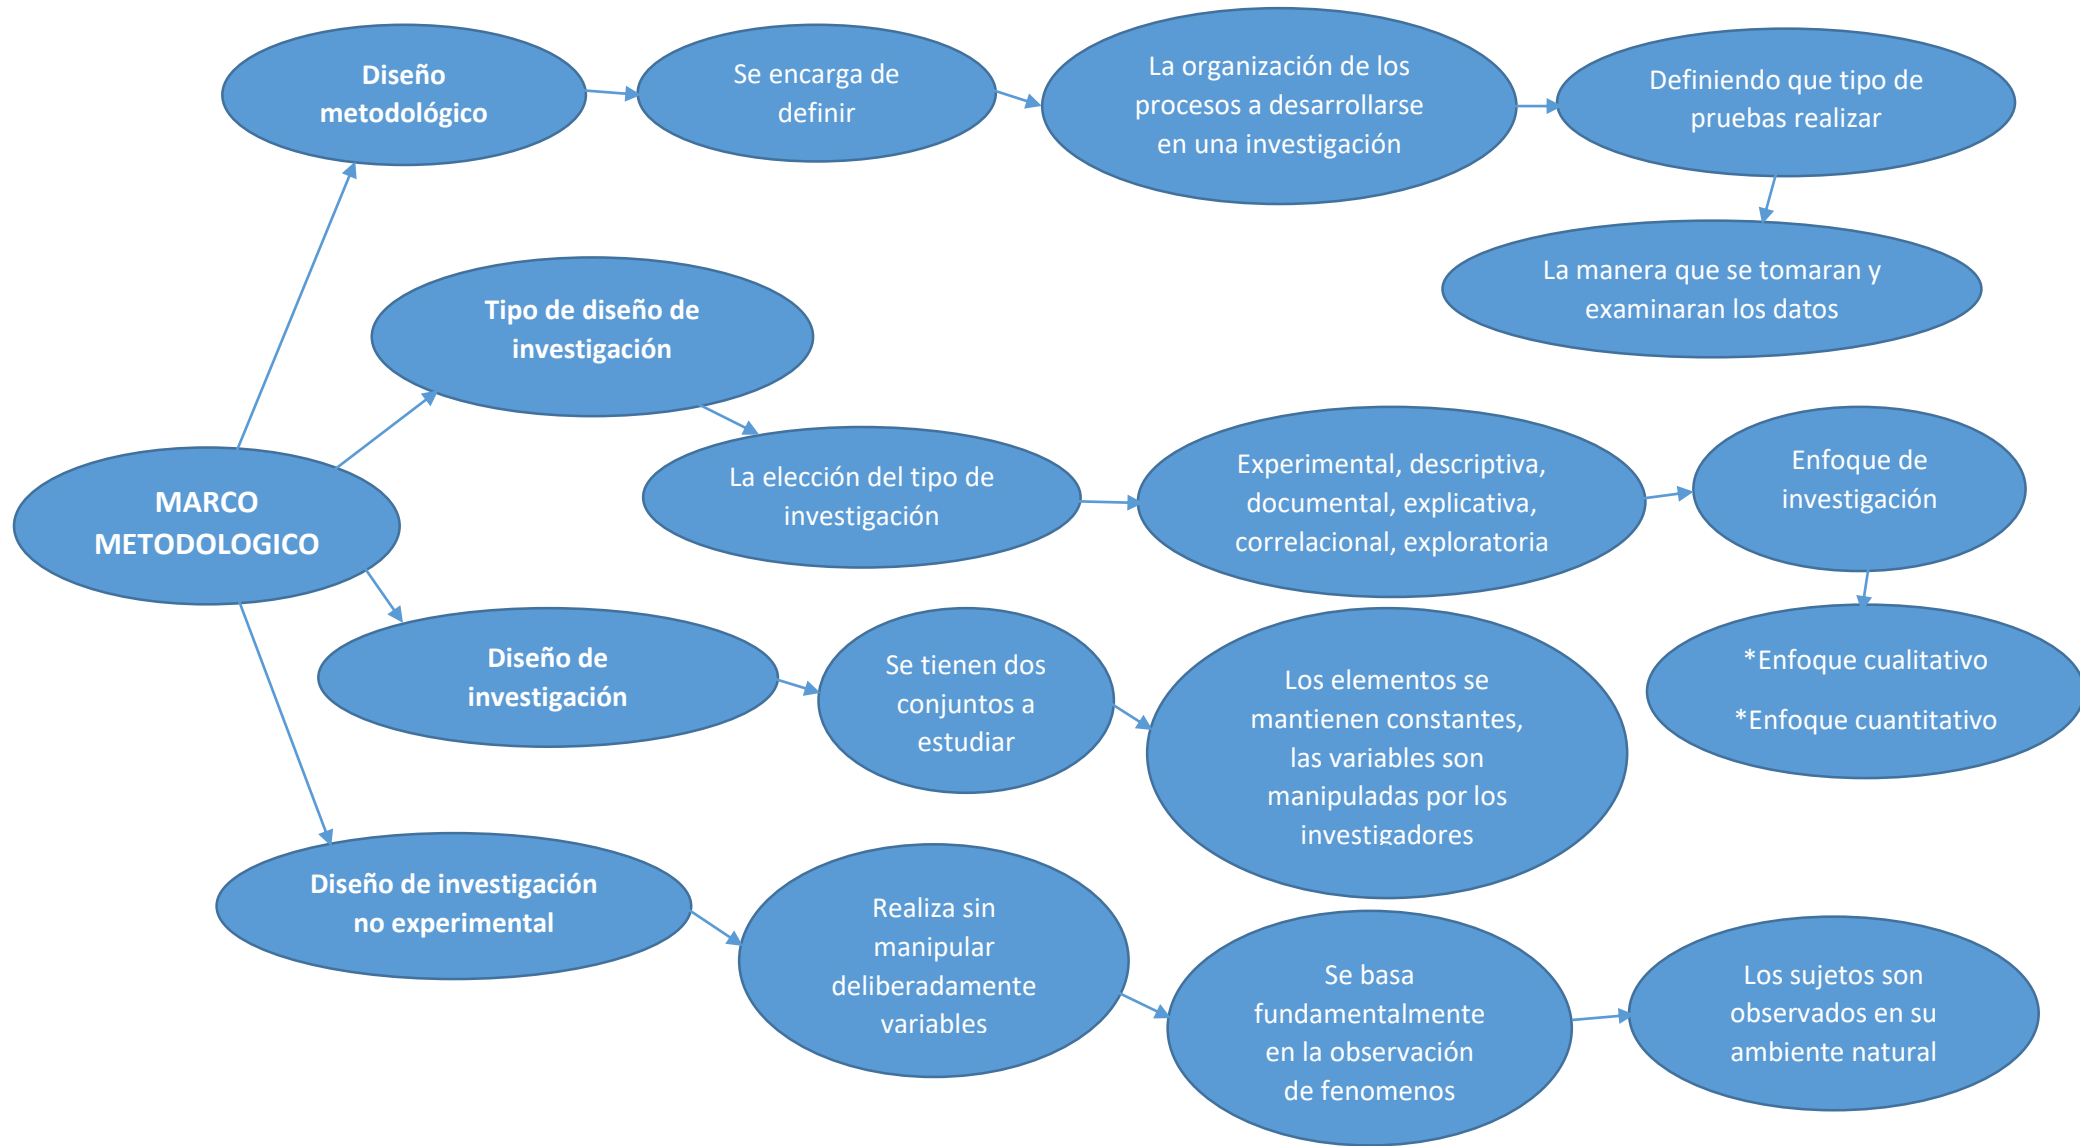 Diseño
metodológico
Se encarga de
definir
La organización de los
procesos a desarrollarse
en una investigación
Definiendo que tipo de
pruebas realizar
La manera que se tomaran y
examinaran los datos
Tipo de diseño de
investigación
La elección del tipo de
investigación
Experimental, descriptiva,
documental, explicativa,
correlacional, exploratoria
Enfoque de
investigación
*Enfoque cualitativo
*Enfoque cuantitativo
MARCO
METODOLOGICO
Diseño de
investigación
Se tienen dos
conjuntos a
estudiar
Los elementos se
mantienen constantes,
las variables son
manipuladas por los
investigadores
Diseño de investigación
no experimental
Realiza sin
manipular
deliberadamente
variables
Se basa
fundamentalmente
en la observación
de fenomenos
Los sujetos son
observados en su
ambiente natural